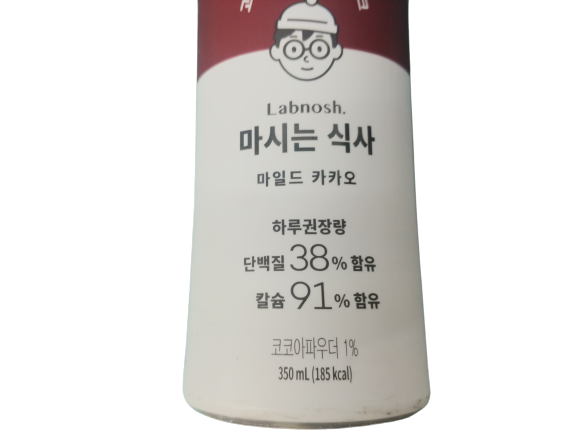 Labnosh.
마시는 식사
마일드 카카오
하루권장량
단백질 38% 함유
칼슘 91% 함유
코코아파우더 1%
350 mL (185 kcal)